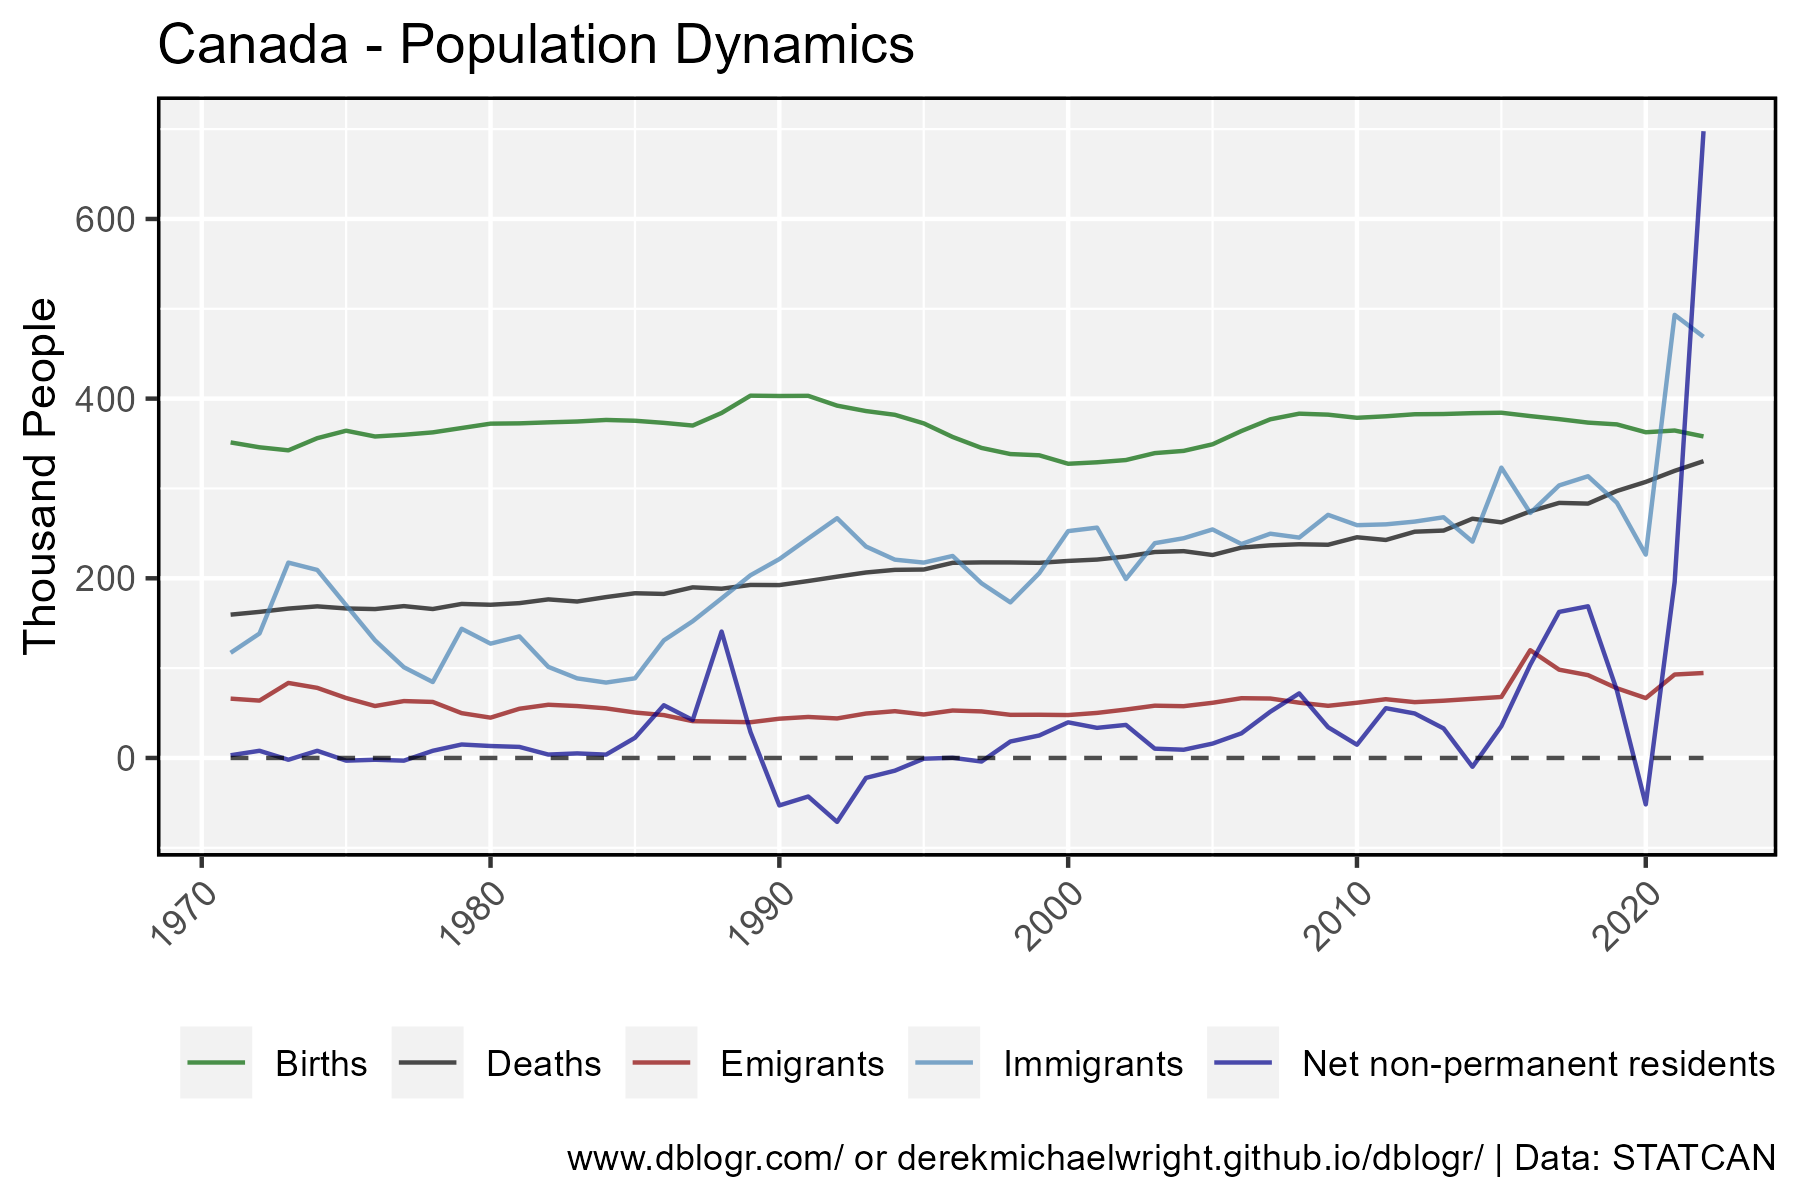 Canada - Population Dynamics
Thousand People
600
400
200
0
1970
1980
1990
2000
2010
2020
Births
Deaths
Emigrants
Immigrants
Net non-permanent residents
www.dblogr.com/ or derekmichaelwright.github.io/dblogr/ | Data: STATCAN